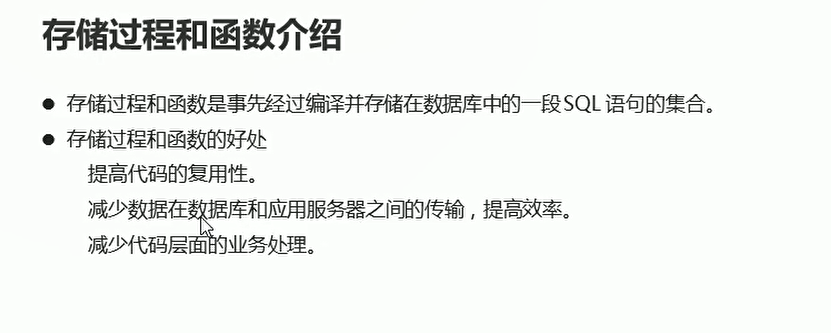 存储过程和函数介绍
● 存储过程和函数是事先经过编译并存储在数据库中的一段SQL 语句的集合。
● 存储过程和函数的好处
提高代码的复用性。
减少数据在数据库和应用服务器之间的传输，提高效率。
减少代码层面的业务处理。